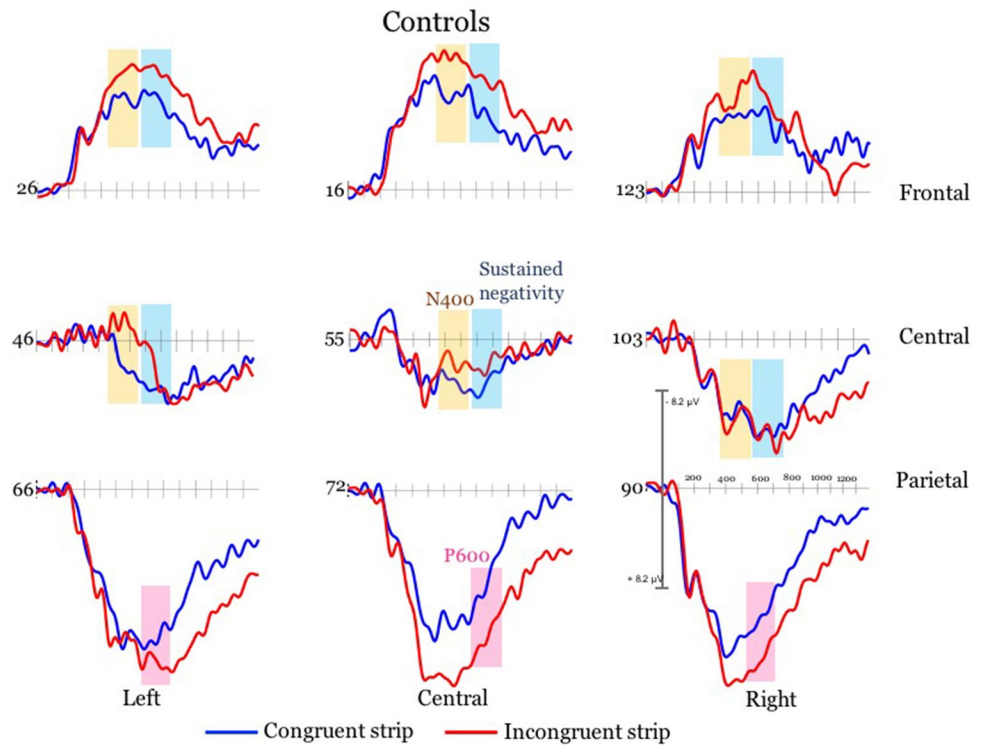 Controls
26
16
123
Frontal
Sustained
negativity
N400
46
55
103
Central
- 8.2 µV
66
72
90
200
400
600
800
1000
1200
Parietal
P600
+ 8.2 µV
Left
Central
Right
Congruent strip
Incongruent strip